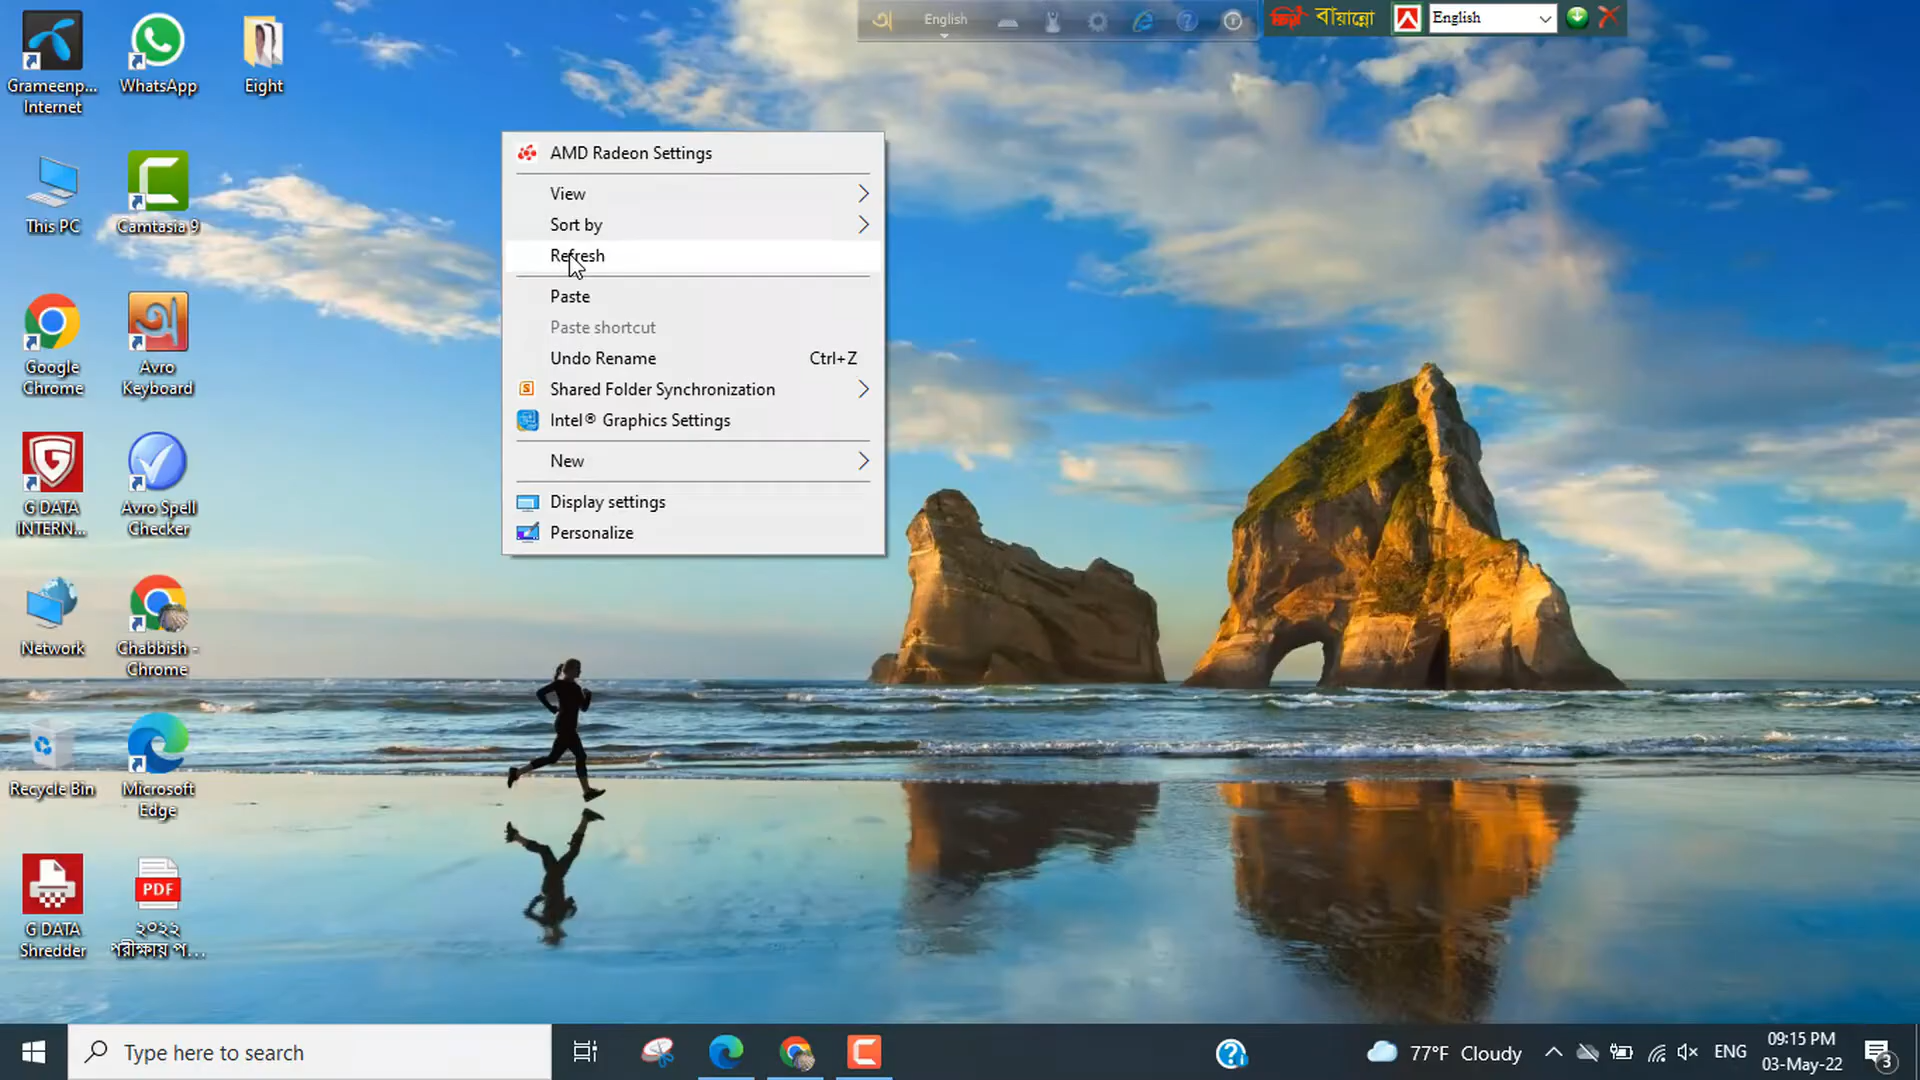 English
বায়ান্নো
English
Grameenp...
Internet
WhatsApp
Eight
This PC
Camtasia 9
Google
Chrome
Avro
Keyboard
G DATA
INTERN...
Avro Spell
Checker
Network
Chabbish -
Chrome
Recycle Bin
Microsoft
Edge
G DATA
Shredder
PDF
২০২২
পরীক্ষায় প...
AMD Radeon Settings
View
Sort by
Refresh
Paste
Paste shortcut
Undo Rename Ctrl+Z
Shared Folder Synchronization
Intel® Graphics Settings
New
Display settings
Personalize
Type here to search
77°F Cloudy
ENG
09:15 PM
03-May-22
3